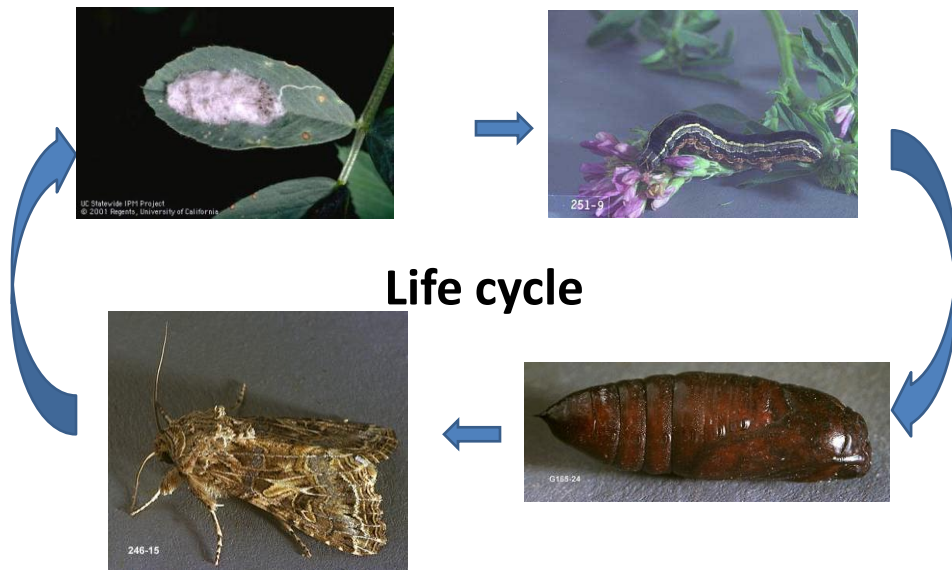 UC Statewide IPM Project
© 2001 Regents, University of California
251-9
Life cycle
246-15
G168-24